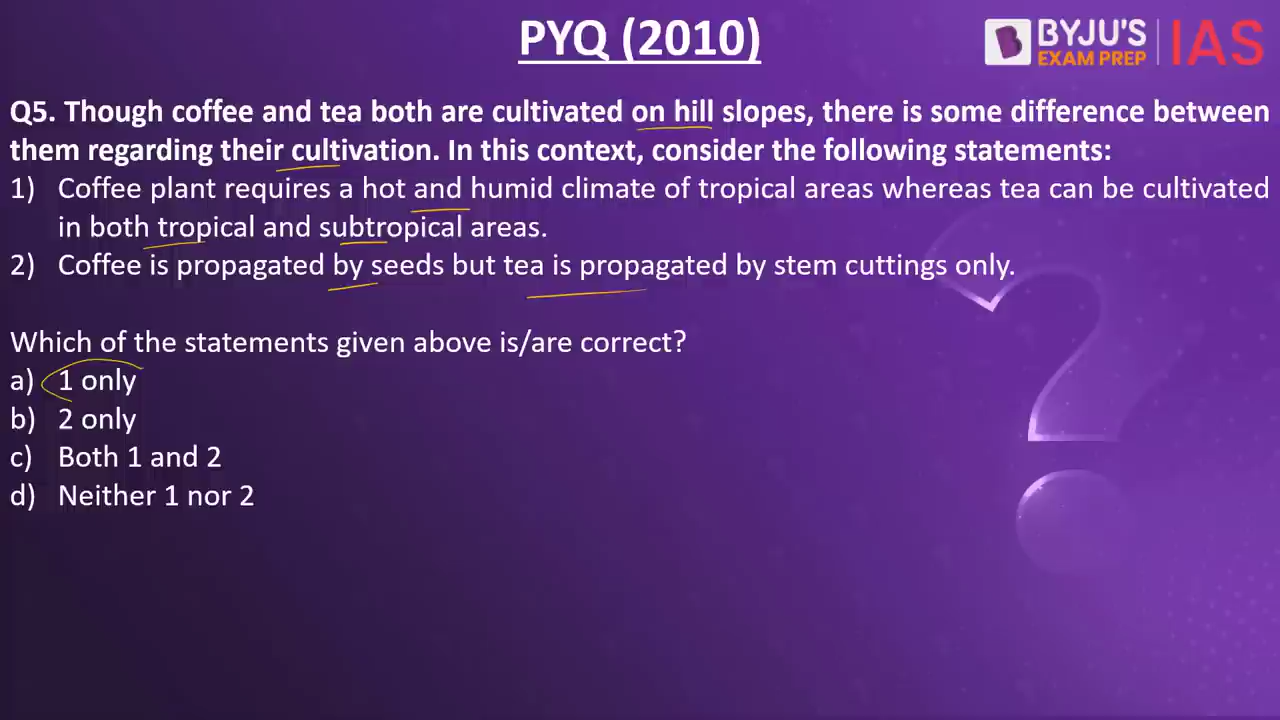 PYQ (2010)
BYJU'S
EXAM PREP
IAS
Q5. Though coffee and tea both are cultivated on hill slopes, there is some difference between
them regarding their cultivation. In this context, consider the following statements:
1) Coffee plant requires a hot and humid climate of tropical areas whereas tea can be cultivated
in both tropical and subtropical areas.
2) Coffee is propagated by seeds but tea is propagated by stem cuttings only.
Which of the statements given above is/are correct?
a) 1 only
b) 2 only
c) Both 1 and 2
d) Neither 1 nor 2